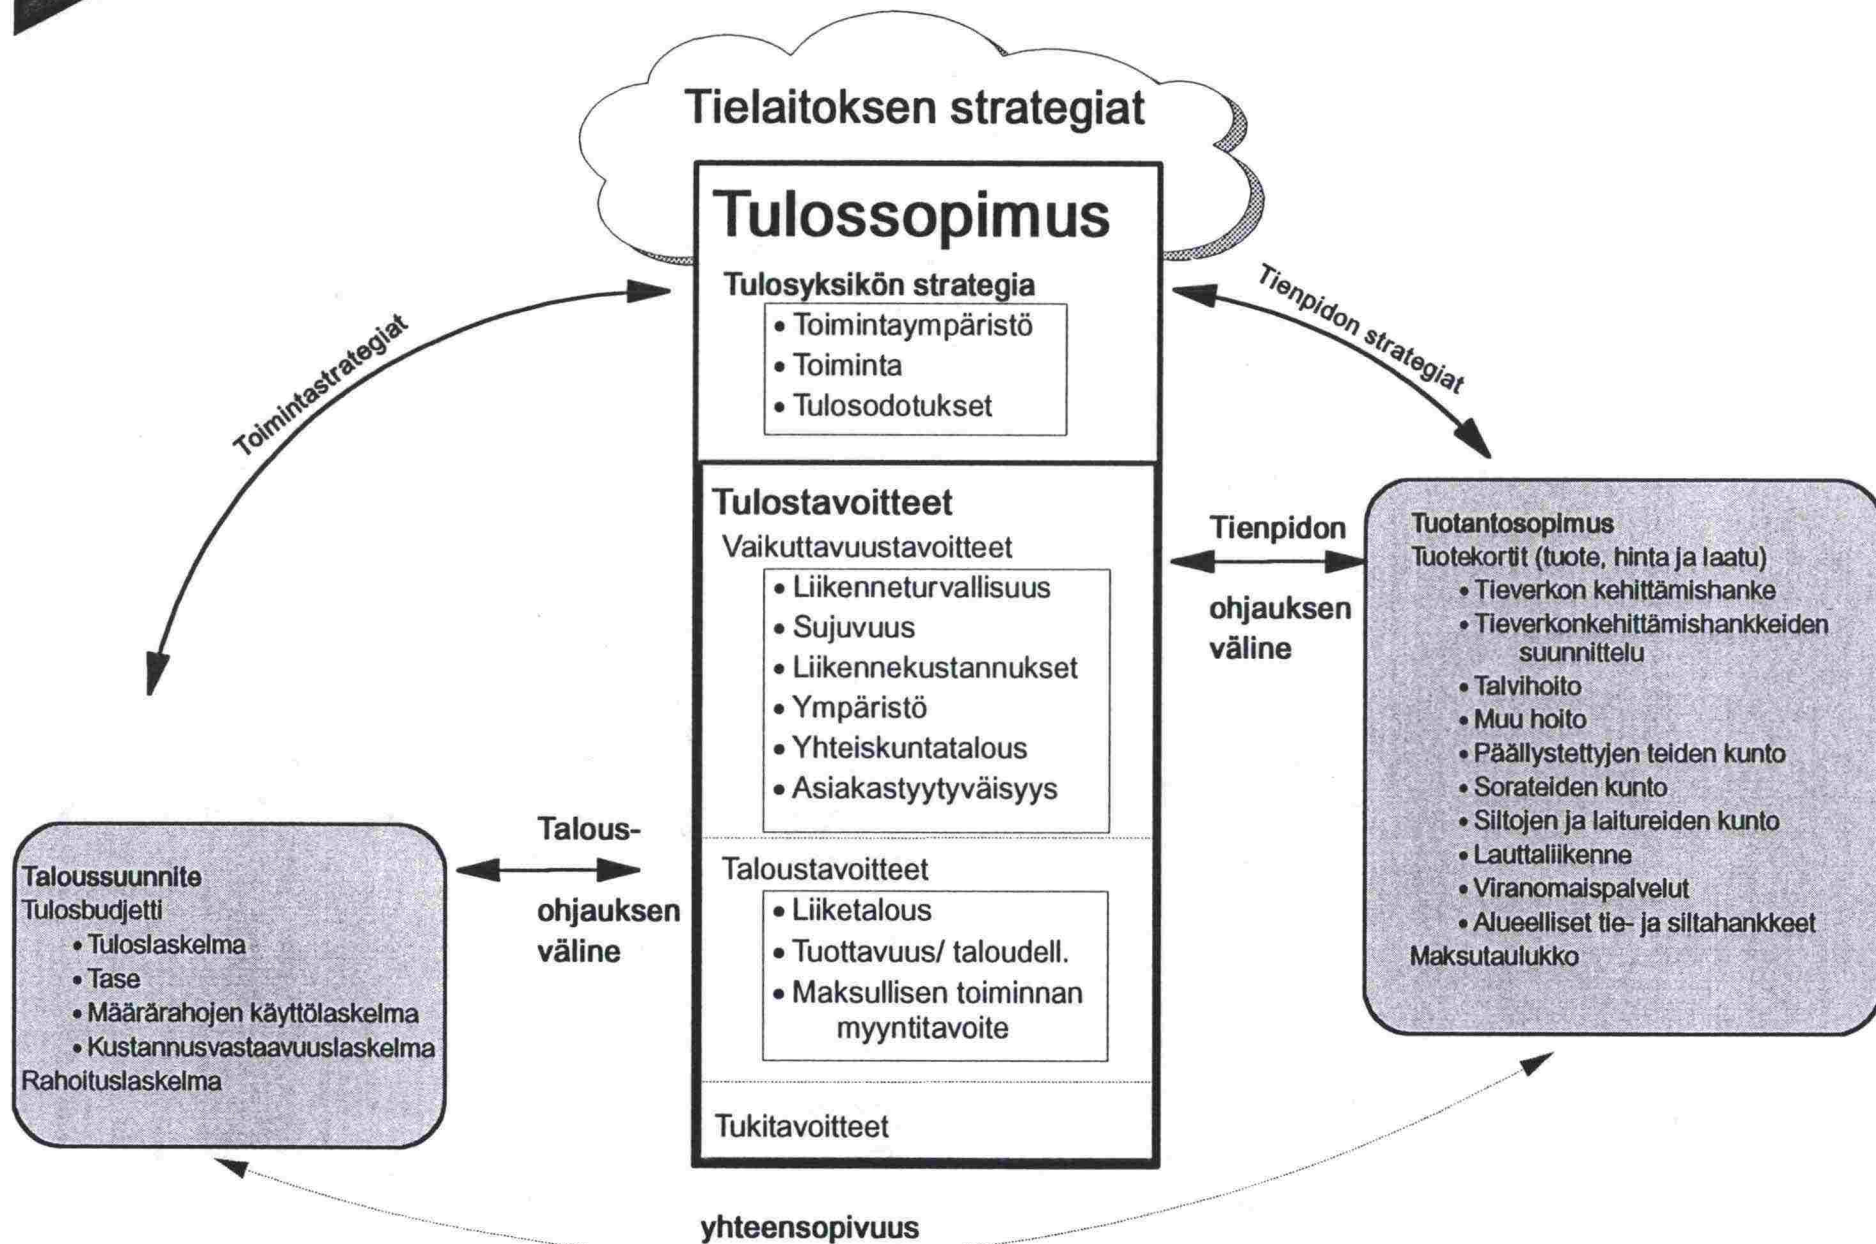 Tielaitoksen strategiat
Tulossopimus
Tulosyksikön strategia
• Toimintaympäristö
• Toiminta
• Tulosodotukset
Toimintastrategiat
Tienpidon strategiat
Tulostavoitteet
Vaikuttavuustavoitteet
• Liikenneturvallisuus
• Sujuvuus
• Liikennekustannukset
• Ympäristö
• Yhteiskuntatalous
• Asiakastyytyväisyys
Taloustavoitteet
• Liiketalous
• Tuottavuus/ taloudell.
• Maksullisen toiminnan
myyntitavoite
Tukitavoitteet
Tienpidon
ohjauksen
väline
Tuotantosopimus
Tuotekortit (tuote, hinta ja laatu)
• Tieverkon kehittämishanke
• Tieverkonkehittämishankkeiden
suunnittelu
• Talvihoito
• Muu hoito
• Päällystettyjen teiden kunto
• Sorateiden kunto
• Siltojen ja laitureiden kunto
• Lauttaliikenne
• Viranomaispalvelut
• Alueelliset tie- ja siltahankkeet
Maksutaulukko
Talous-
ohjauksen
väline
Taloussuunnite
Tulosbudjetti
• Tuloslaskelma
• Tase
• Määrärahojen käyttölaskelma
• Kustannusvastaavuuslaskelma
Rahoituslaskelma
yhteensopivuus